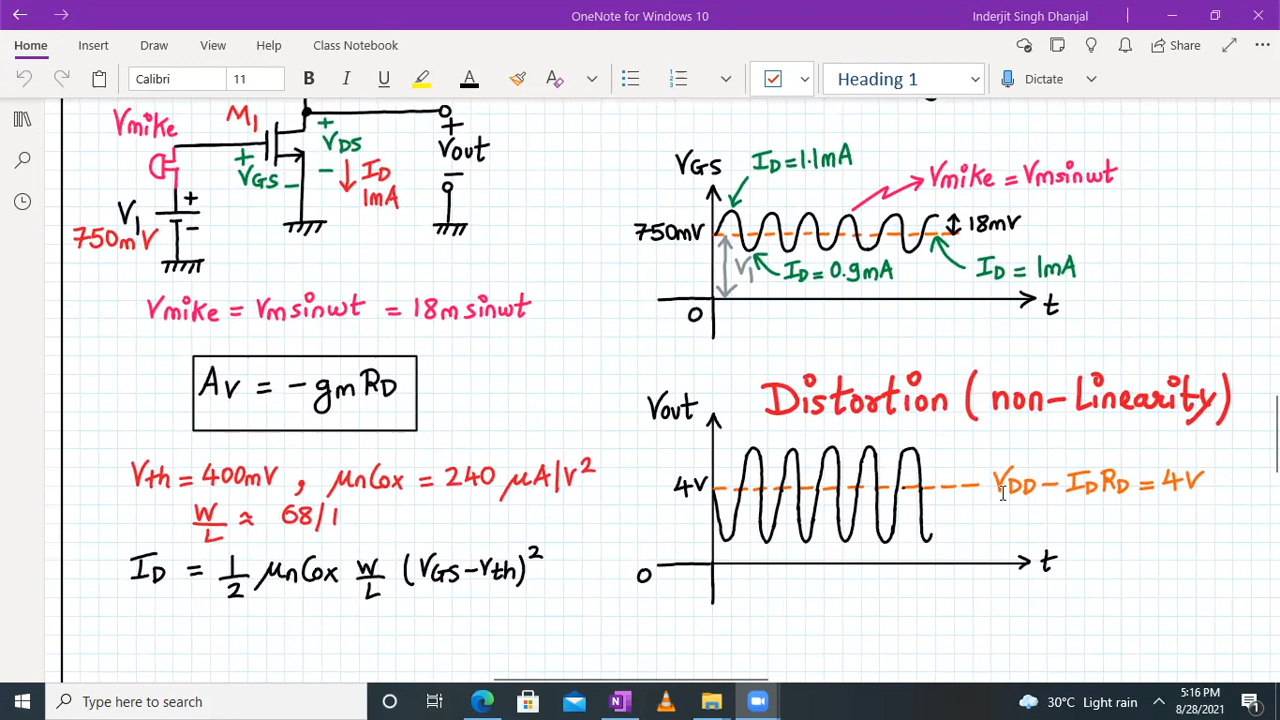 OneNote for Windows 10
Inderjit Singh Dhanjal
Home Insert Draw View Help Class Notebook
Share
Calibri 11 B I U A A Heading 1 Dictate
Vmike
M1
+ VDS -
ID
1mA
+ VGS -
+ Vout -
V1
+
-
750mV
Vmike = Vmsinwt = 18msinwt
Av = -gmRD
Vth = 400mV , μnCox = 240 μA/V²
W/L ≈ 68/1
ID = 1/2 μnCox W/L (VGS-Vth)²
VGS
ID=1.1mA
Vmike = Vmsinwt
750mV
18mV
V1
ID=0.9mA
ID = 1mA
0
t
Distortion (non-Linearity)
Vout
4V
VDD - IDRD = 4V
0
t
Type here to search
30°C Light rain
5:16 PM
8/28/2021
1